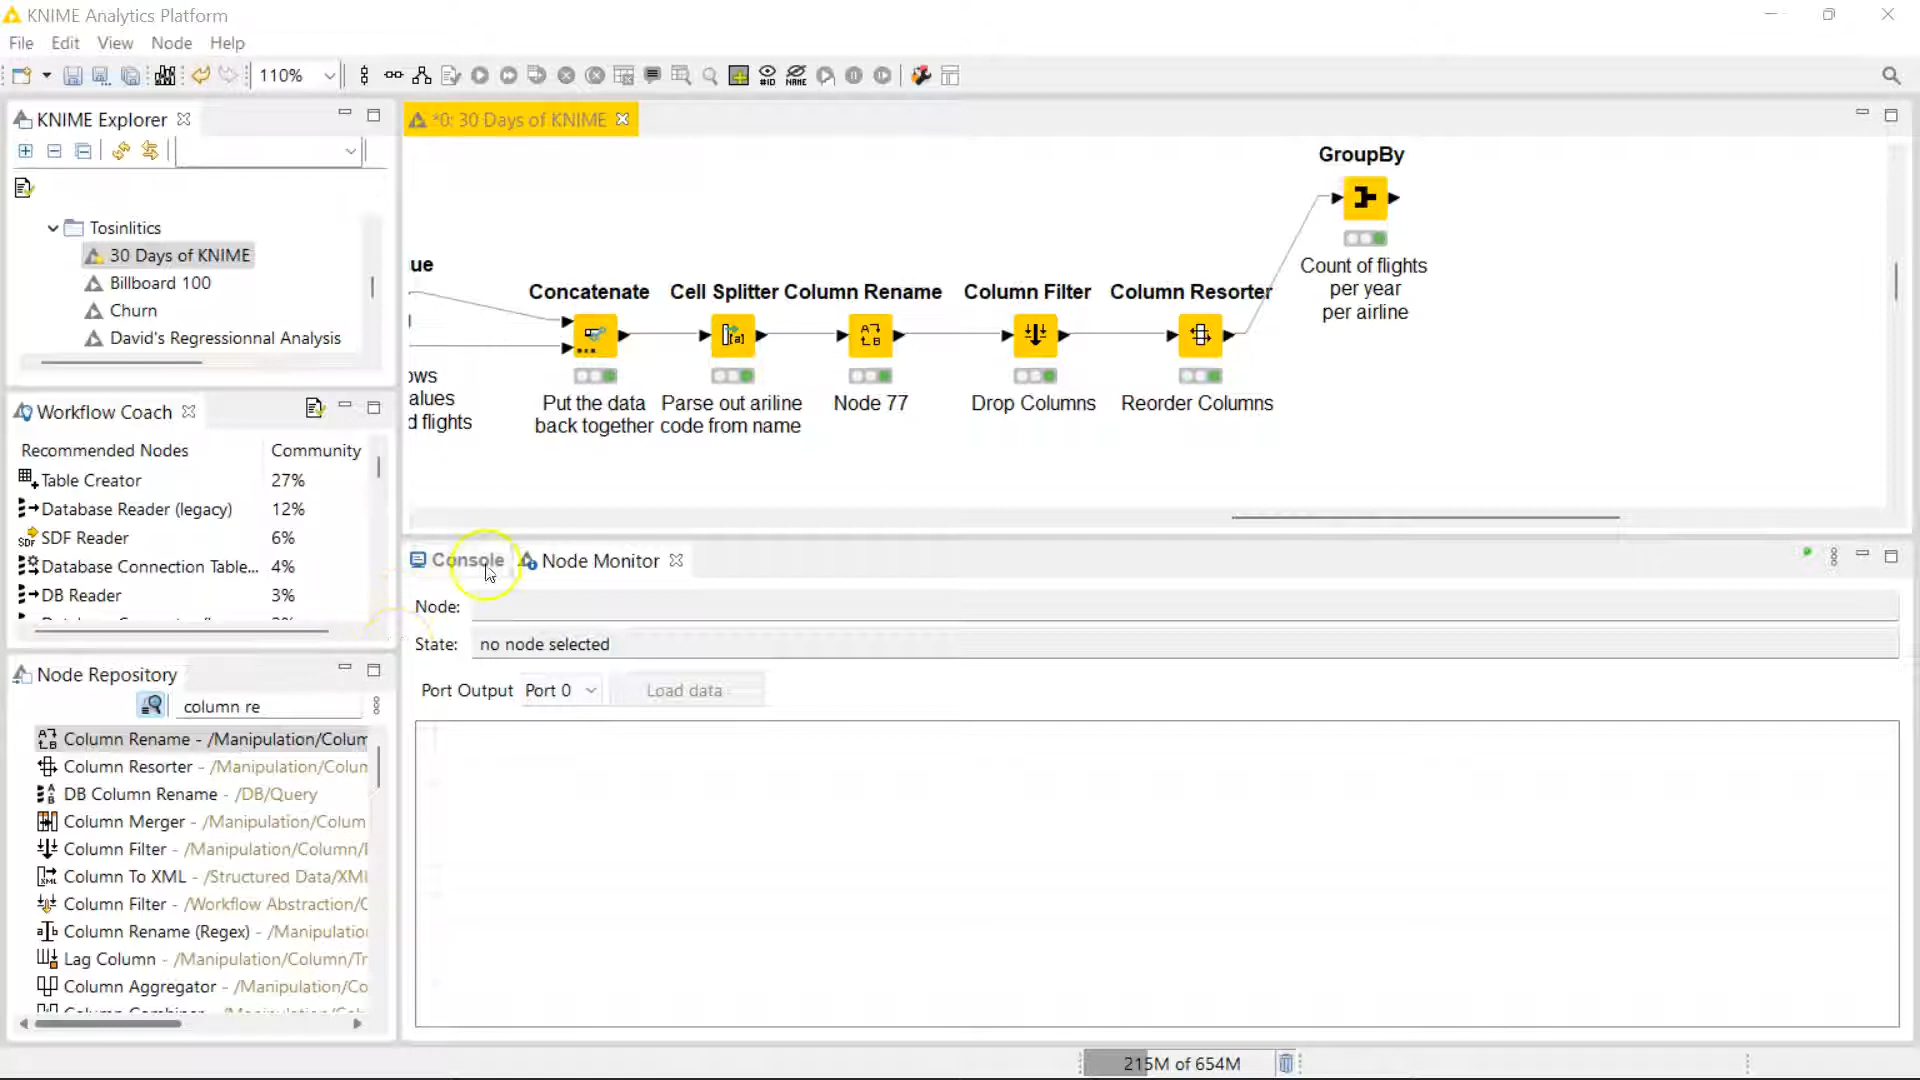 KNIME Analytics Platform
File Edit View Node Help
110%
#ID
NAME
KNIME Explorer
Tosinlitics
30 Days of KNIME
Billboard 100
Churn
David's Regressionnal Analysis
Workflow Coach
Recommended Nodes Community
Table Creator 27%
Database Reader (legacy) 12%
SDF Reader 6%
Database Connection Table... 4%
DB Reader 3%
Node Repository
column re
Column Rename - /Manipulation/Colum
Column Resorter - /Manipulation/Colum
DB Column Rename - /DB/Query
Column Merger - /Manipulation/Colum
Column Filter - /Manipulation/Column/
Column To XML - /Structured Data/XML
Column Filter - /Workflow Abstraction/C
Column Rename (Regex) - /Manipulatio
Lag Column - /Manipulation/Column/Tr
Column Aggregator - /Manipulation/Co
*0: 30 Days of KNIME
GroupBy
Count of flights
per year
per airline
ue
Concatenate Cell Splitter Column Rename Column Filter Column Resorter
ows
alues
d flights
Put the data
back together
Parse out ariline
code from name
Node 77
Drop Columns
Reorder Columns
Console Node Monitor
Node:
State: no node selected
Port Output Port 0 Load data
215M of 654M